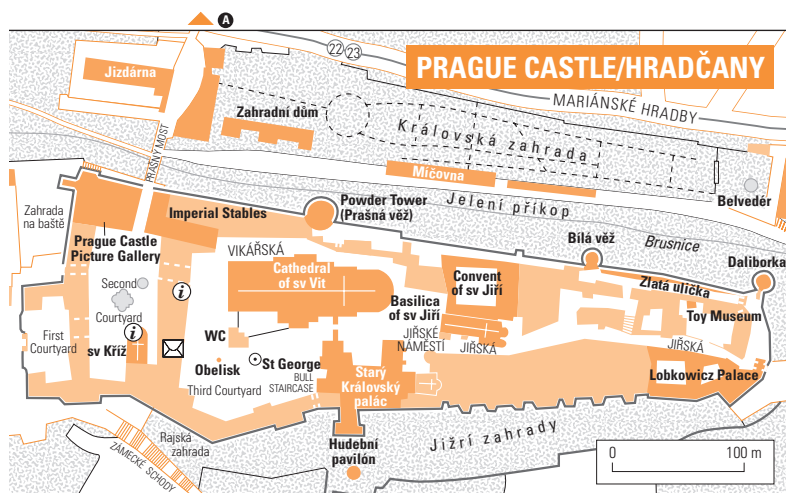 A
22 23
PRAGUE CASTLE/HRADČANY
Jízdárna
MARIÁNSKÉ HRADBY
Zahradní dům
Královská zahrada
PRAŠNÝ MOST
Míčovna
Jelení příkop
Belvedér
Powder Tower
(Prašná věž)
Imperial Stables
Zahrada
na baště
Prague Castle
Picture Gallery
VIKÁŘSKÁ
Bílá věž
Brusnice
Daliborka
Cathedral
of sv Vít
Convent
of sv Jiří
Zlatá ulička
Second
Courtyard
i
i
Basilica
of sv Jiří
Toy Museum
First
Courtyard
sv Kříž
WC
JIŘSKÉ
NÁMĚSTÍ
JIŘSKÁ
JIŘSKÁ
Obelisk
St George
BULL
STAIRCASE
Starý
Královský
palác
Lobkowicz Palace
Third Courtyard
Rajská
zahrada
ZÁMECKÉ SCHODY
Hudební
pavilón
Jižrí zahrady
0 100 m